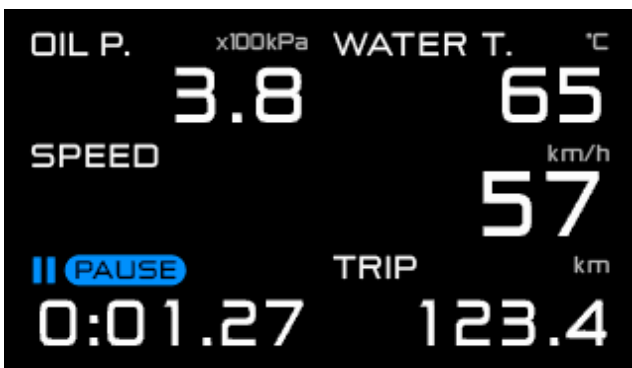 OIL P. x100kPa WATER T. °C
3.8 65
SPEED km/h
57
PAUSE TRIP km
0:01.27 123.4